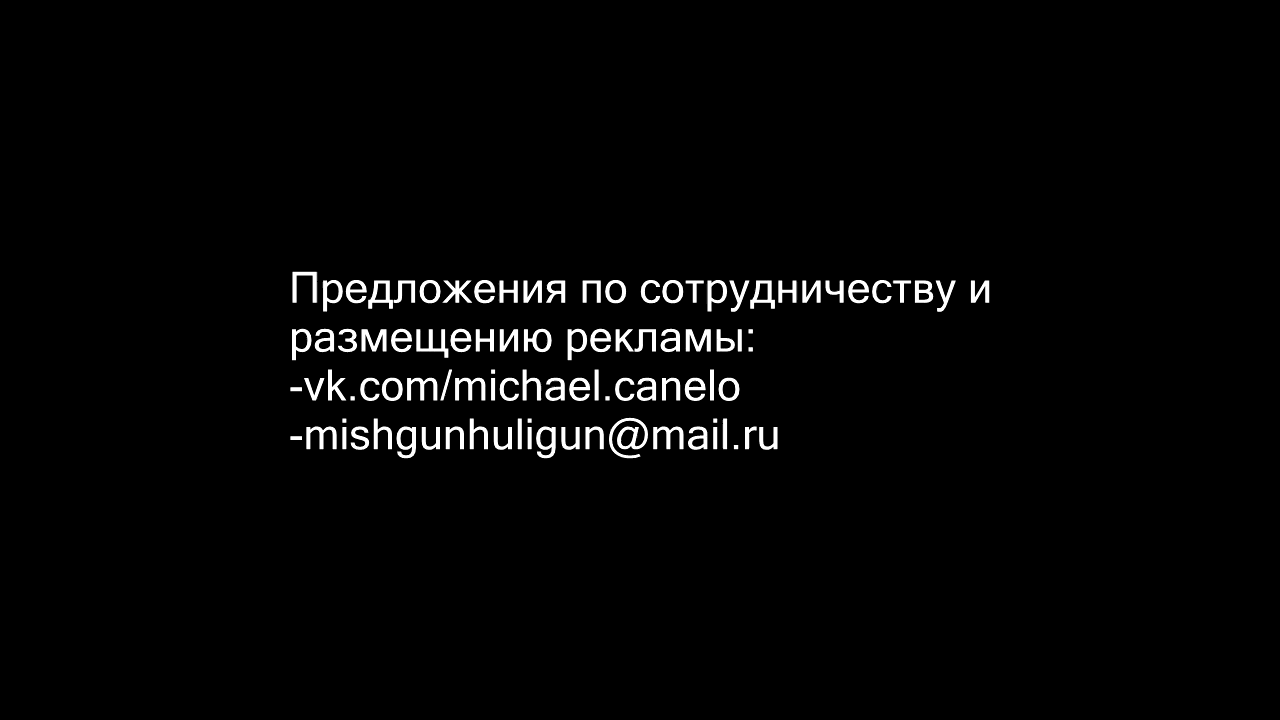 Предложения по сотрудничеству и
размещению рекламы:
-vk.com/michael.canelo
-mishgunhuligun@mail.ru